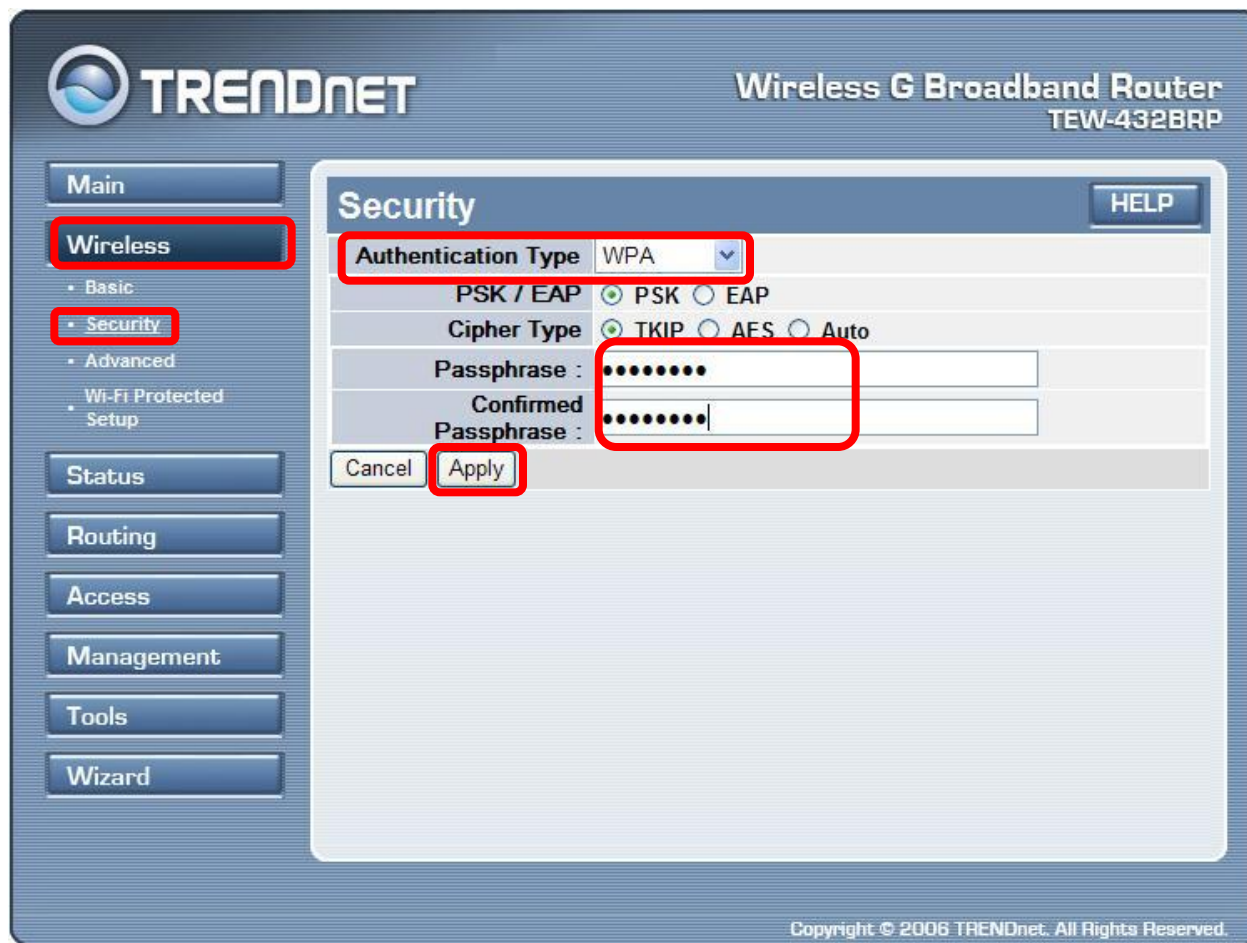 TRENDNET
Wireless G Broadband Router
TEW-432BRP
Main
Wireless
• Basic
• Security
• Advanced
• Wi-Fi Protected
Setup
Status
Routing
Access
Management
Tools
Wizard
Security
HELP
Authentication Type WPA
PSK / EAP PSK EAP
Cipher Type TKIP AES Auto
Passphrase : ••••••••
Confirmed
Passphrase : ••••••••
Cancel Apply
Copyright © 2006 TRENDnet. All Rights Reserved.